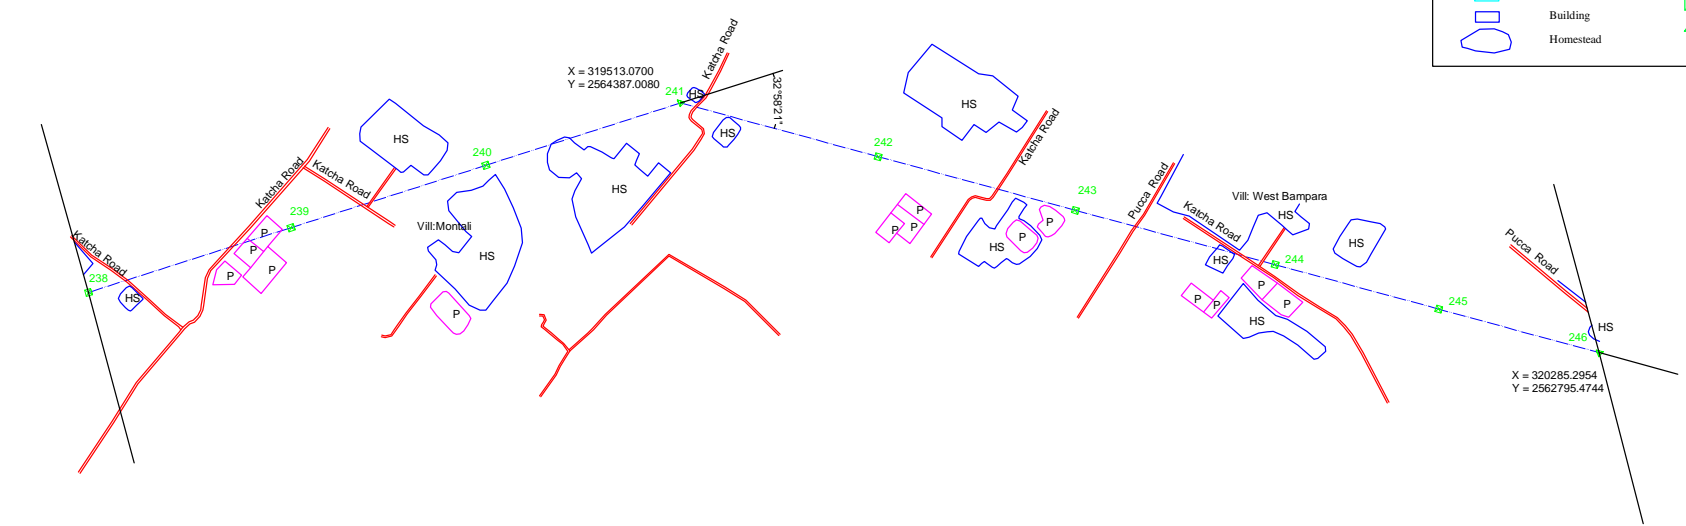 Building
Homestead
X = 319513.0700
Y = 2564387.0080
241
HS
Katcha Road
32°58'21"
HS
242
HS
Katcha Road
HS
240
HS
Katcha Road
Katcha Road
239
P
P
P
P
Vill:Montali
HS
P
Katcha Road
238
HS
243
P
P
P
HS
P
P
Pucca Road
Katcha Road
Vill: West Bampara
HS
HS
HS
244
P
P
P
P
HS
Pucca Road
245
HS
246
X = 320285.2954
Y = 2562795.4744